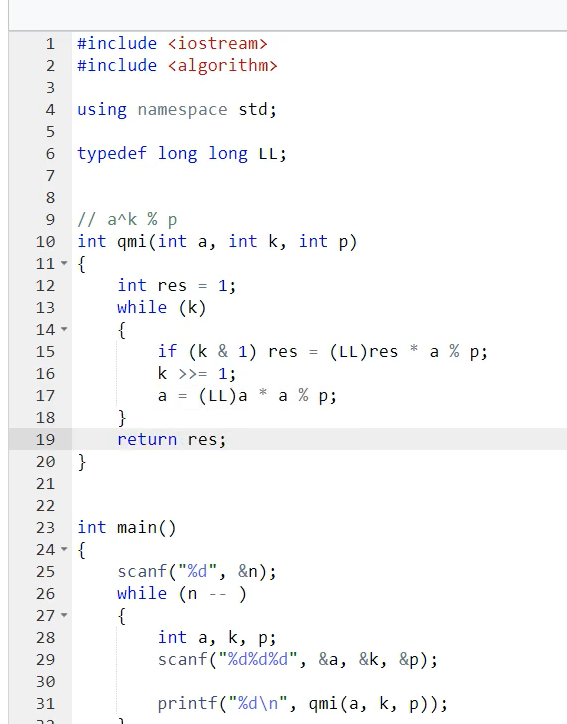 1 #include <iostream>
2 #include <algorithm>
3
4 using namespace std;
5
6 typedef long long LL;
7
8
9 // a^k % p
10 int qmi(int a, int k, int p)
11 {
12     int res = 1;
13     while (k)
14     {
15         if (k & 1) res = (LL)res * a % p;
16         k >>= 1;
17         a = (LL)a * a % p;
18     }
19     return res;
20 }
21
22
23 int main()
24 {
25     scanf("%d", &n);
26     while (n -- )
27     {
28         int a, k, p;
29         scanf("%d%d%d", &a, &k, &p);
30
31         printf("%d\n", qmi(a, k, p));